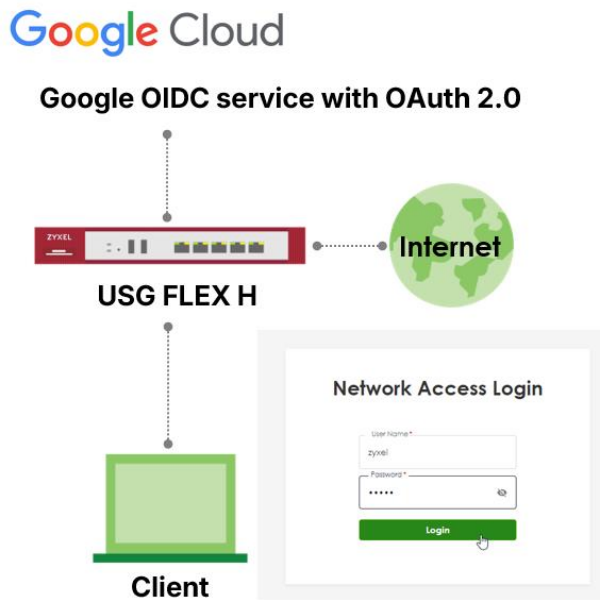 Google Cloud
Google OIDC service with OAuth 2.0
ZYXEL
Internet
USG FLEX H
Network Access Login
User Name*
zyxel
Password*
•••••
Login
Client